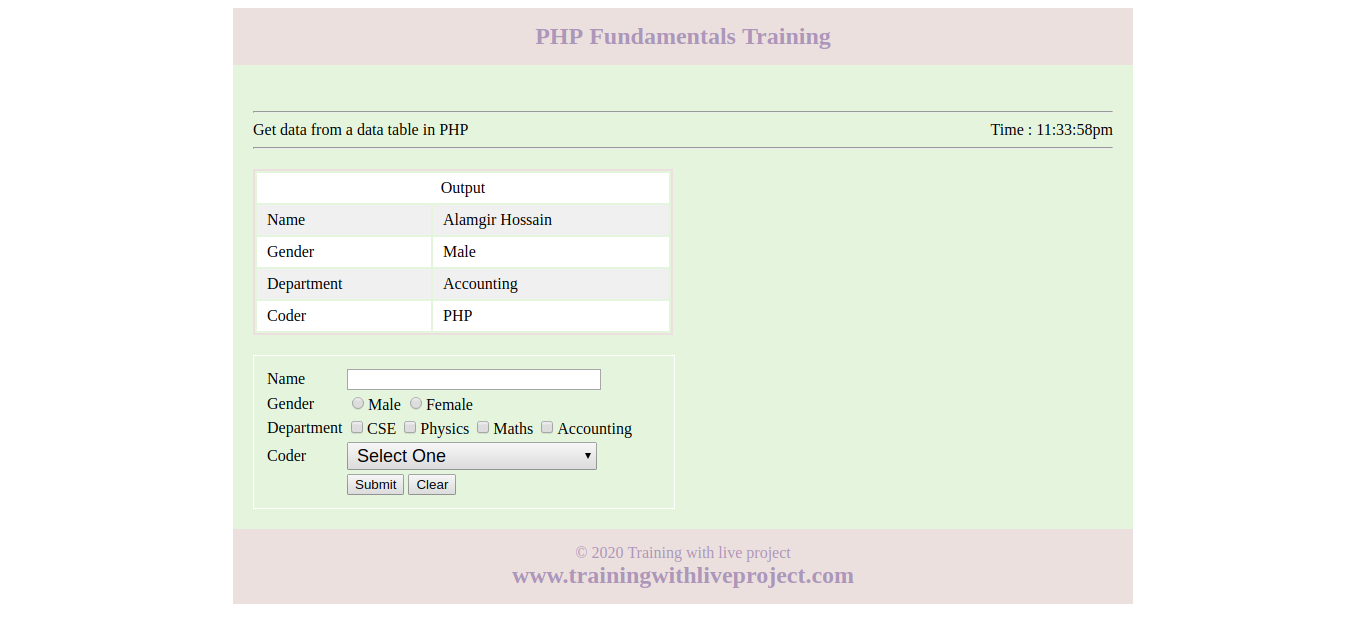 PHP Fundamentals Training
Get data from a data table in PHP Time : 11:33:58pm
Output
Name Alamgir Hossain
Gender Male
Department Accounting
Coder PHP
Name
Gender Male Female
Department CSE Physics Maths Accounting
Coder Select One
Submit Clear
© 2020 Training with live project
www.trainingwithliveproject.com